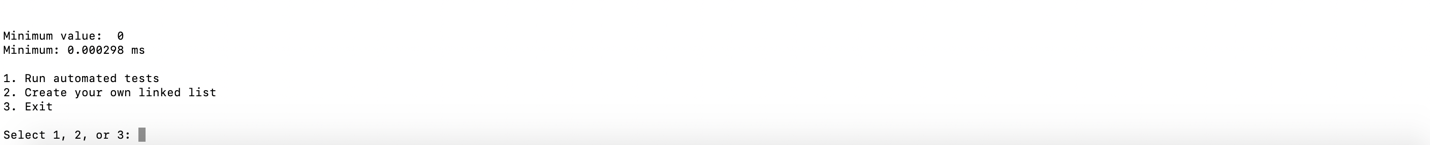 Minimum value:  0
Minimum: 0.000298 ms
1. Run automated tests
2. Create your own linked list
3. Exit
Select 1, 2, or 3: